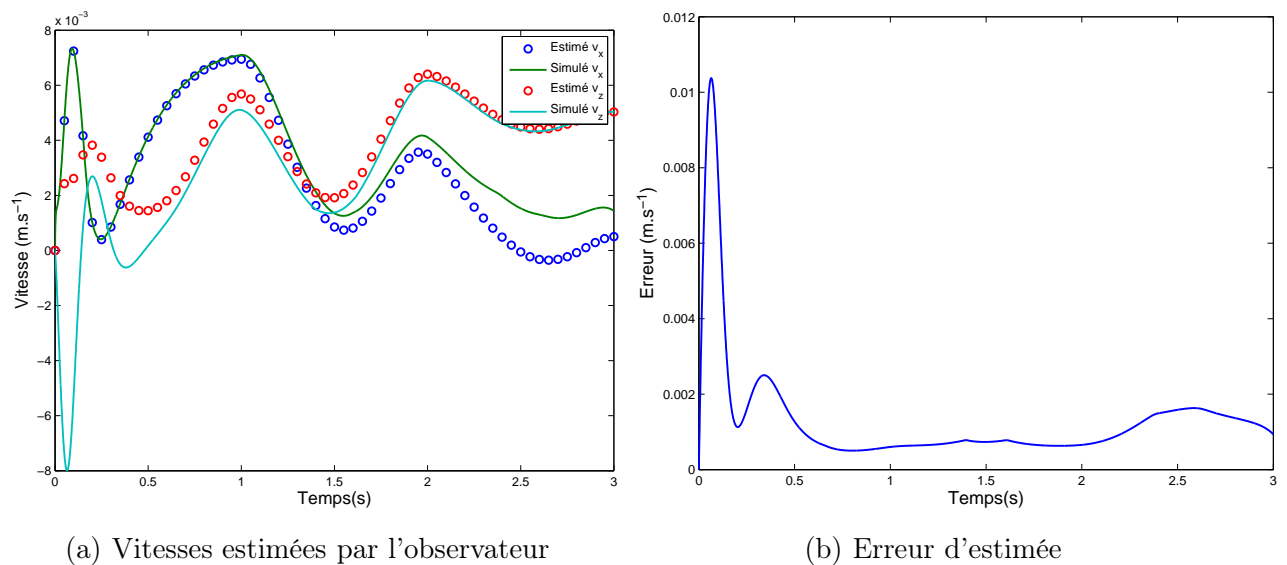 x 10⁻³
8
6
4
2
0
−2
−4
−6
−8
Vitesse (m.s−1)
0 0.5 1 1.5 2 2.5 3
Temps(s)
Estimé v_x
Simulé v_x
Estimé v_z
Simulé v_z
(a) Vitesses estimées par l'observateur
0.012
0.01
0.008
0.006
0.004
0.002
0
Erreur (m.s−1)
0 0.5 1 1.5 2 2.5 3
Temps(s)
(b) Erreur d'estimée